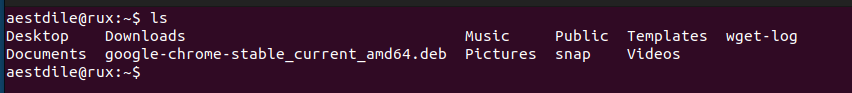 aestdile@rux:~$ ls
Desktop    Downloads                                Music     Public  Templates  wget-log
Documents  google-chrome-stable_current_amd64.deb  Pictures  snap    Videos
aestdile@rux:~$